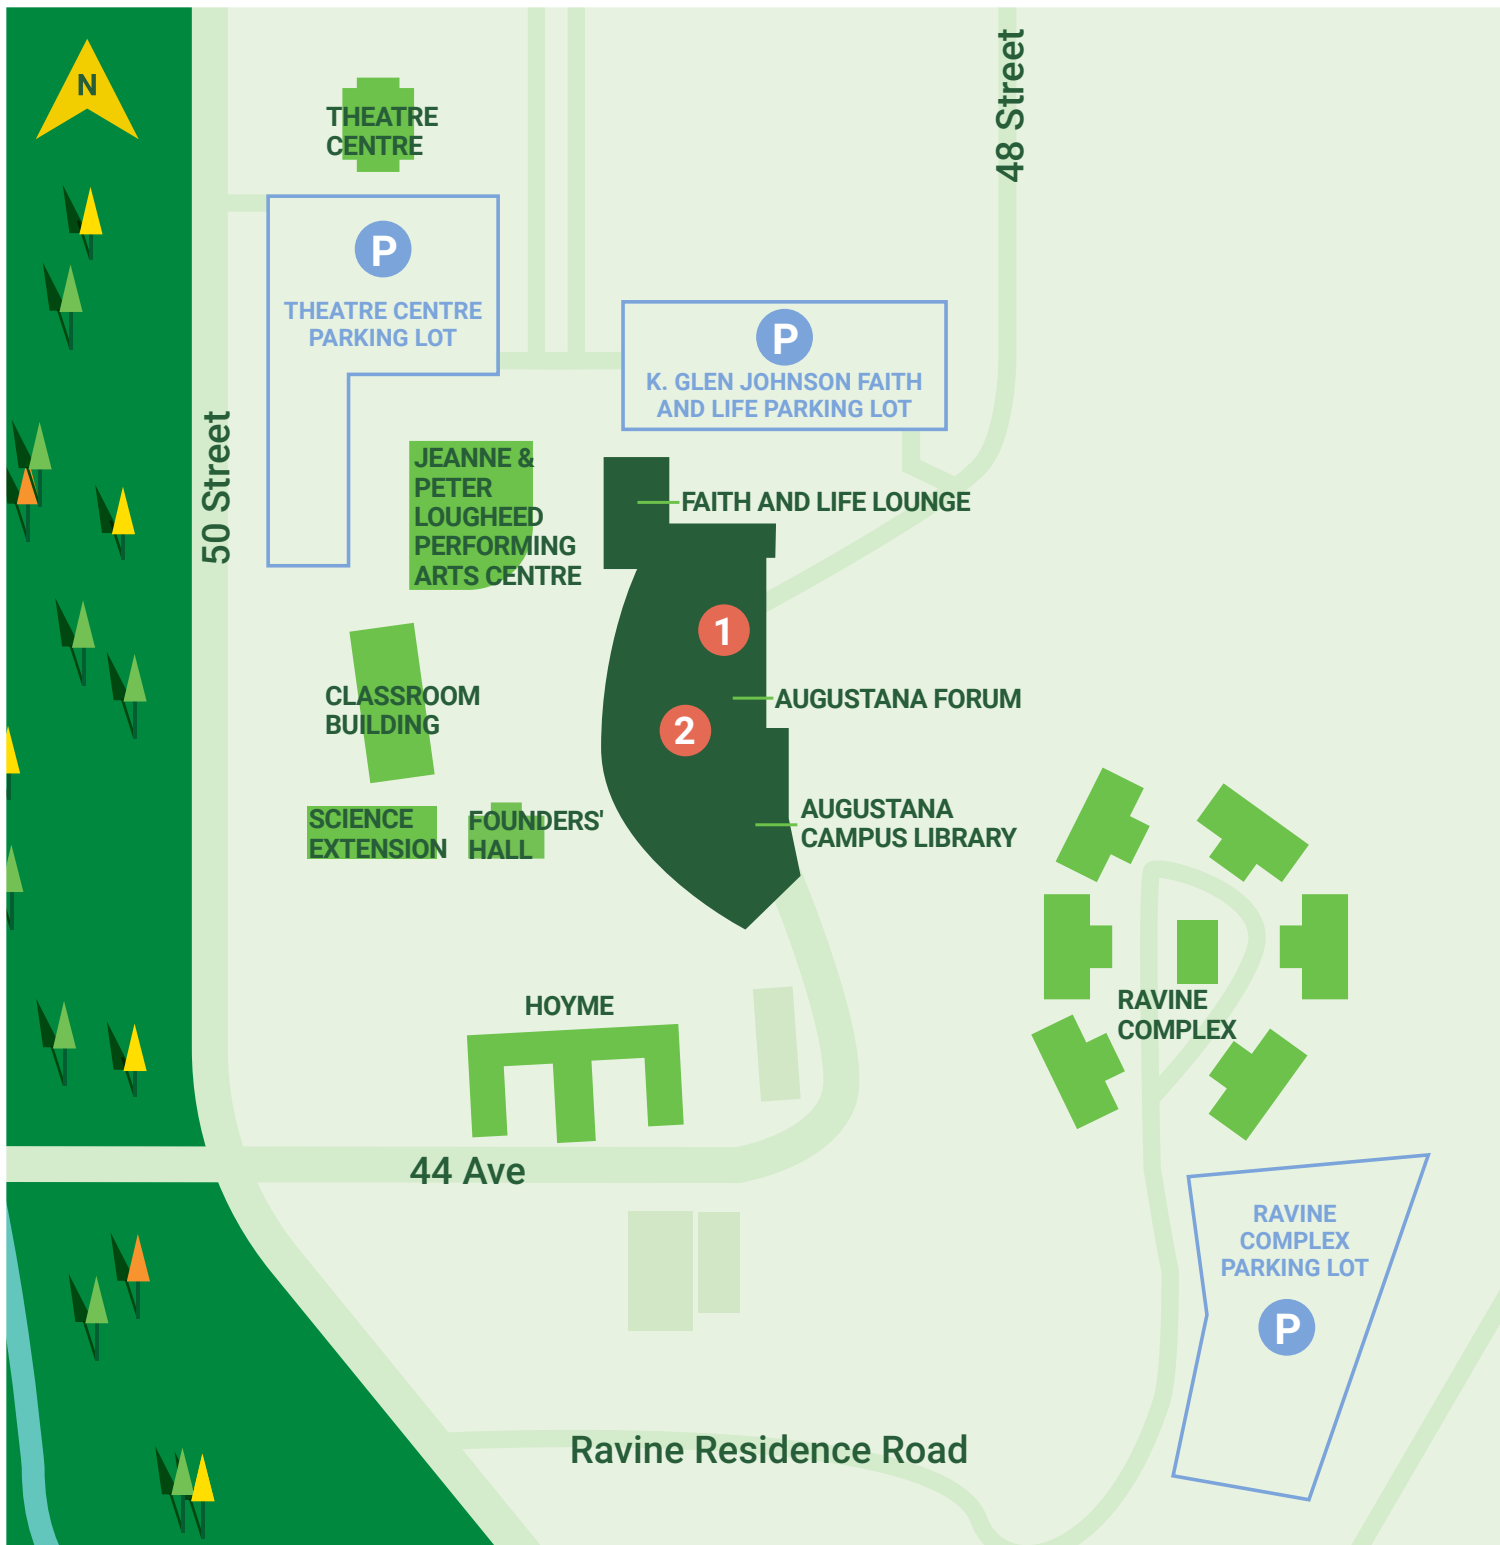 N
THEATRE
CENTRE
48 Street
P
THEATRE CENTRE
PARKING LOT
P
K. GLEN JOHNSON FAITH
AND LIFE PARKING LOT
50 Street
JEANNE &
PETER
LOUGHEED
PERFORMING
ARTS CENTRE
FAITH AND LIFE LOUNGE
1
AUGUSTANA FORUM
2
CLASSROOM
BUILDING
SCIENCE
EXTENSION
FOUNDERS'
HALL
AUGUSTANA
CAMPUS LIBRARY
HOYME
RAVINE
COMPLEX
44 Ave
RAVINE
COMPLEX
PARKING LOT
P
Ravine Residence Road